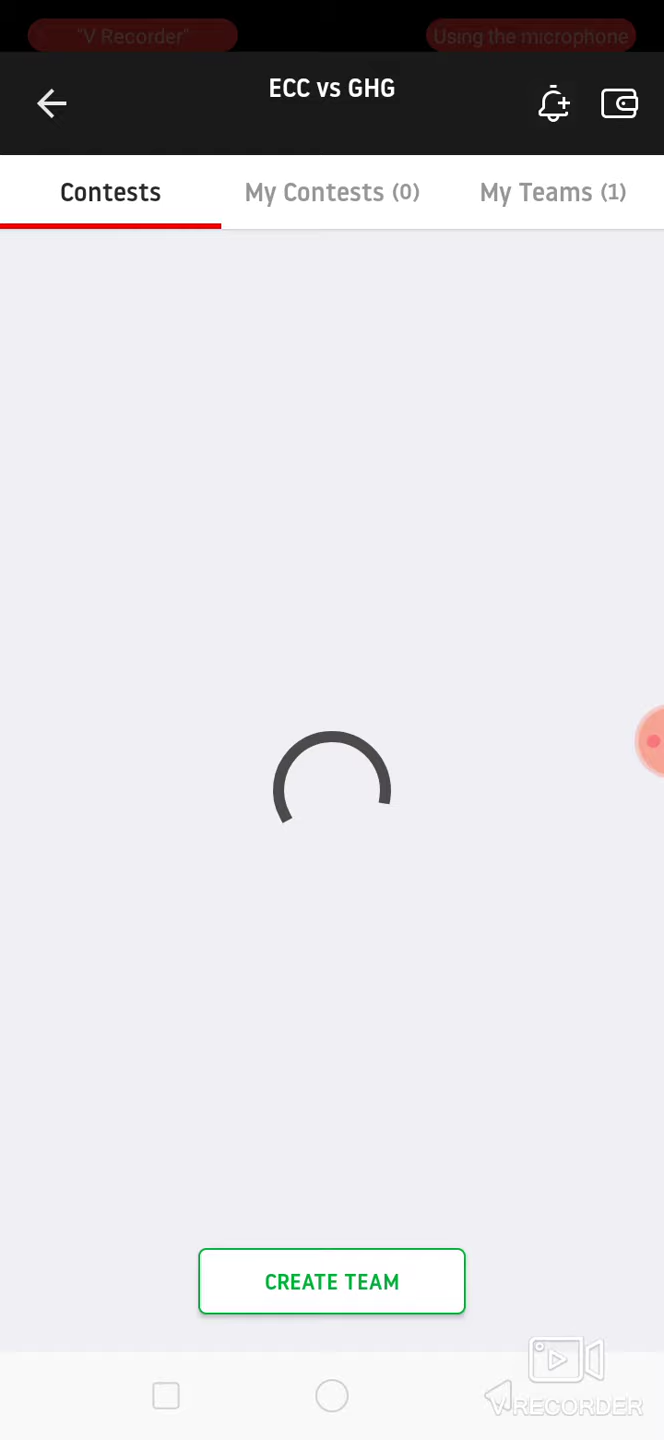 "V Recorder"
Using the microphone
ECC vs GHG
Contests
My Contests (0)
My Teams (1)
CREATE TEAM
V RECORDER